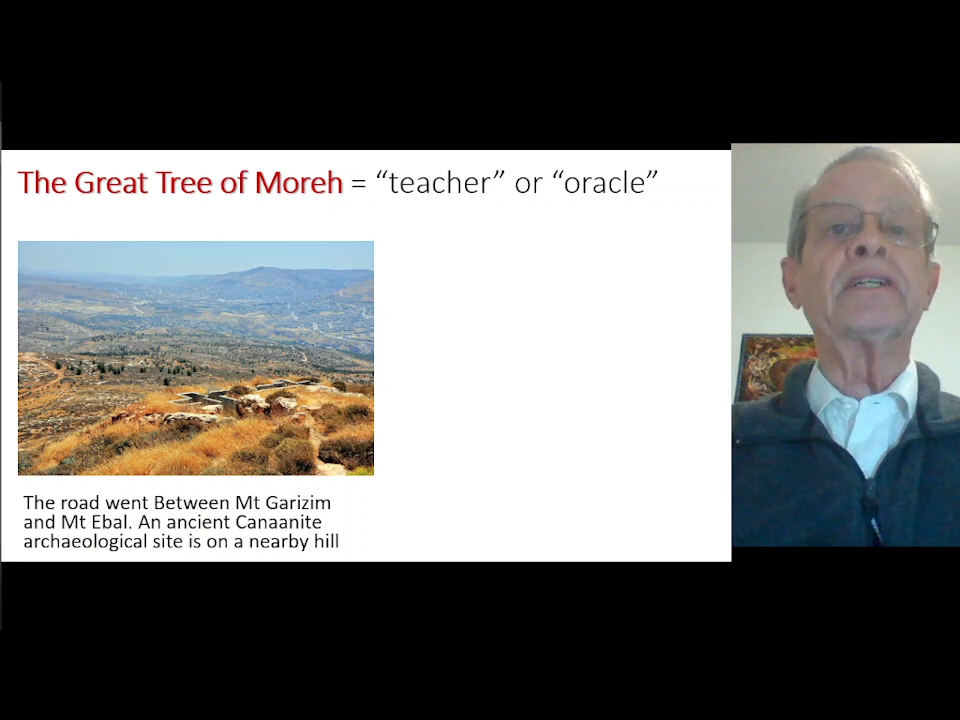 The Great Tree of Moreh = “teacher” or “oracle”
The road went Between Mt Garizim
and Mt Ebal. An ancient Canaanite
archaeological site is on a nearby hill